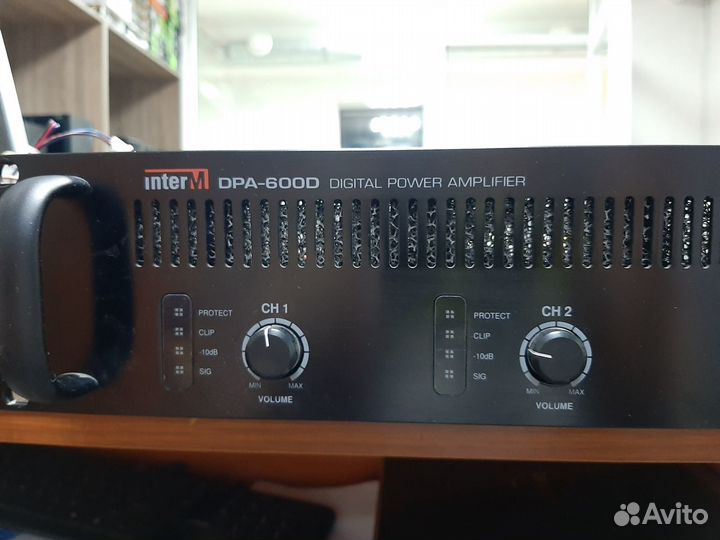 interM DPA-600D DIGITAL POWER AMPLIFIER
CH 1
PROTECT
CLIP
-10dB
SIG
MIN MAX
VOLUME
CH 2
PROTECT
CLIP
-10dB
SIG
MIN MAX
VOLUME
Avito